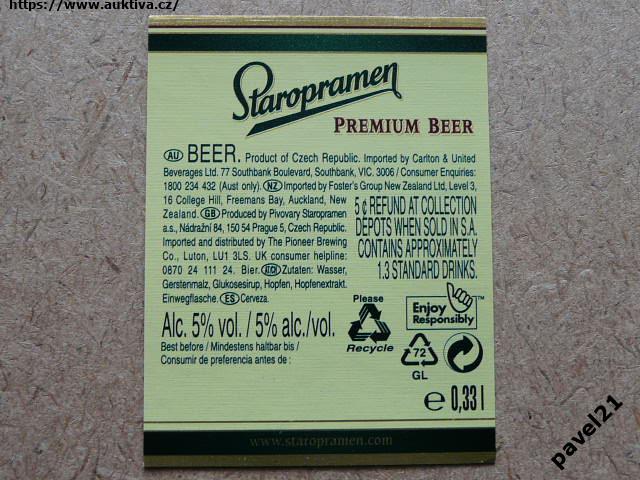 https://www.auktiva.cz/
Staropramen
PREMIUM BEER
AU BEER. Product of Czech Republic. Imported by Carlton & United
Beverages Ltd. 77 Southbank Boulevard, Southbank, VIC. 3006 / Consumer Enquiries:
1800 234 432 (Aust only). NZ Imported by Foster's Group New Zealand Ltd, Level 3,
16 College Hill, Freemans Bay, Auckland, New
Zealand. GB Produced by Pivovary Staropramen
a.s., Nádražní 84, 150 54 Prague 5, Czech Republic.
Imported and distributed by The Pioneer Brewing
Co., Luton, LU1 3LS. UK consumer helpline:
0870 24 111 24. Bier. Zutaten: Wasser,
Gerstenmalz, Glukosesirup, Hopfen, Hopfenextrakt.
Einwegflasche. ES Cerveza.
5¢ REFUND AT COLLECTION
DEPOTS WHEN SOLD IN S.A.
CONTAINS APPROXIMATELY
1.3 STANDARD DRINKS.
Alc. 5% vol. / 5% alc./vol.
Best before / Mindestens haltbar bis /
Consumir de preferencia antes de :
Please
Recycle
Enjoy
Responsibly™
72
GL
e 0,33 l
www.staropramen.com
pavel21